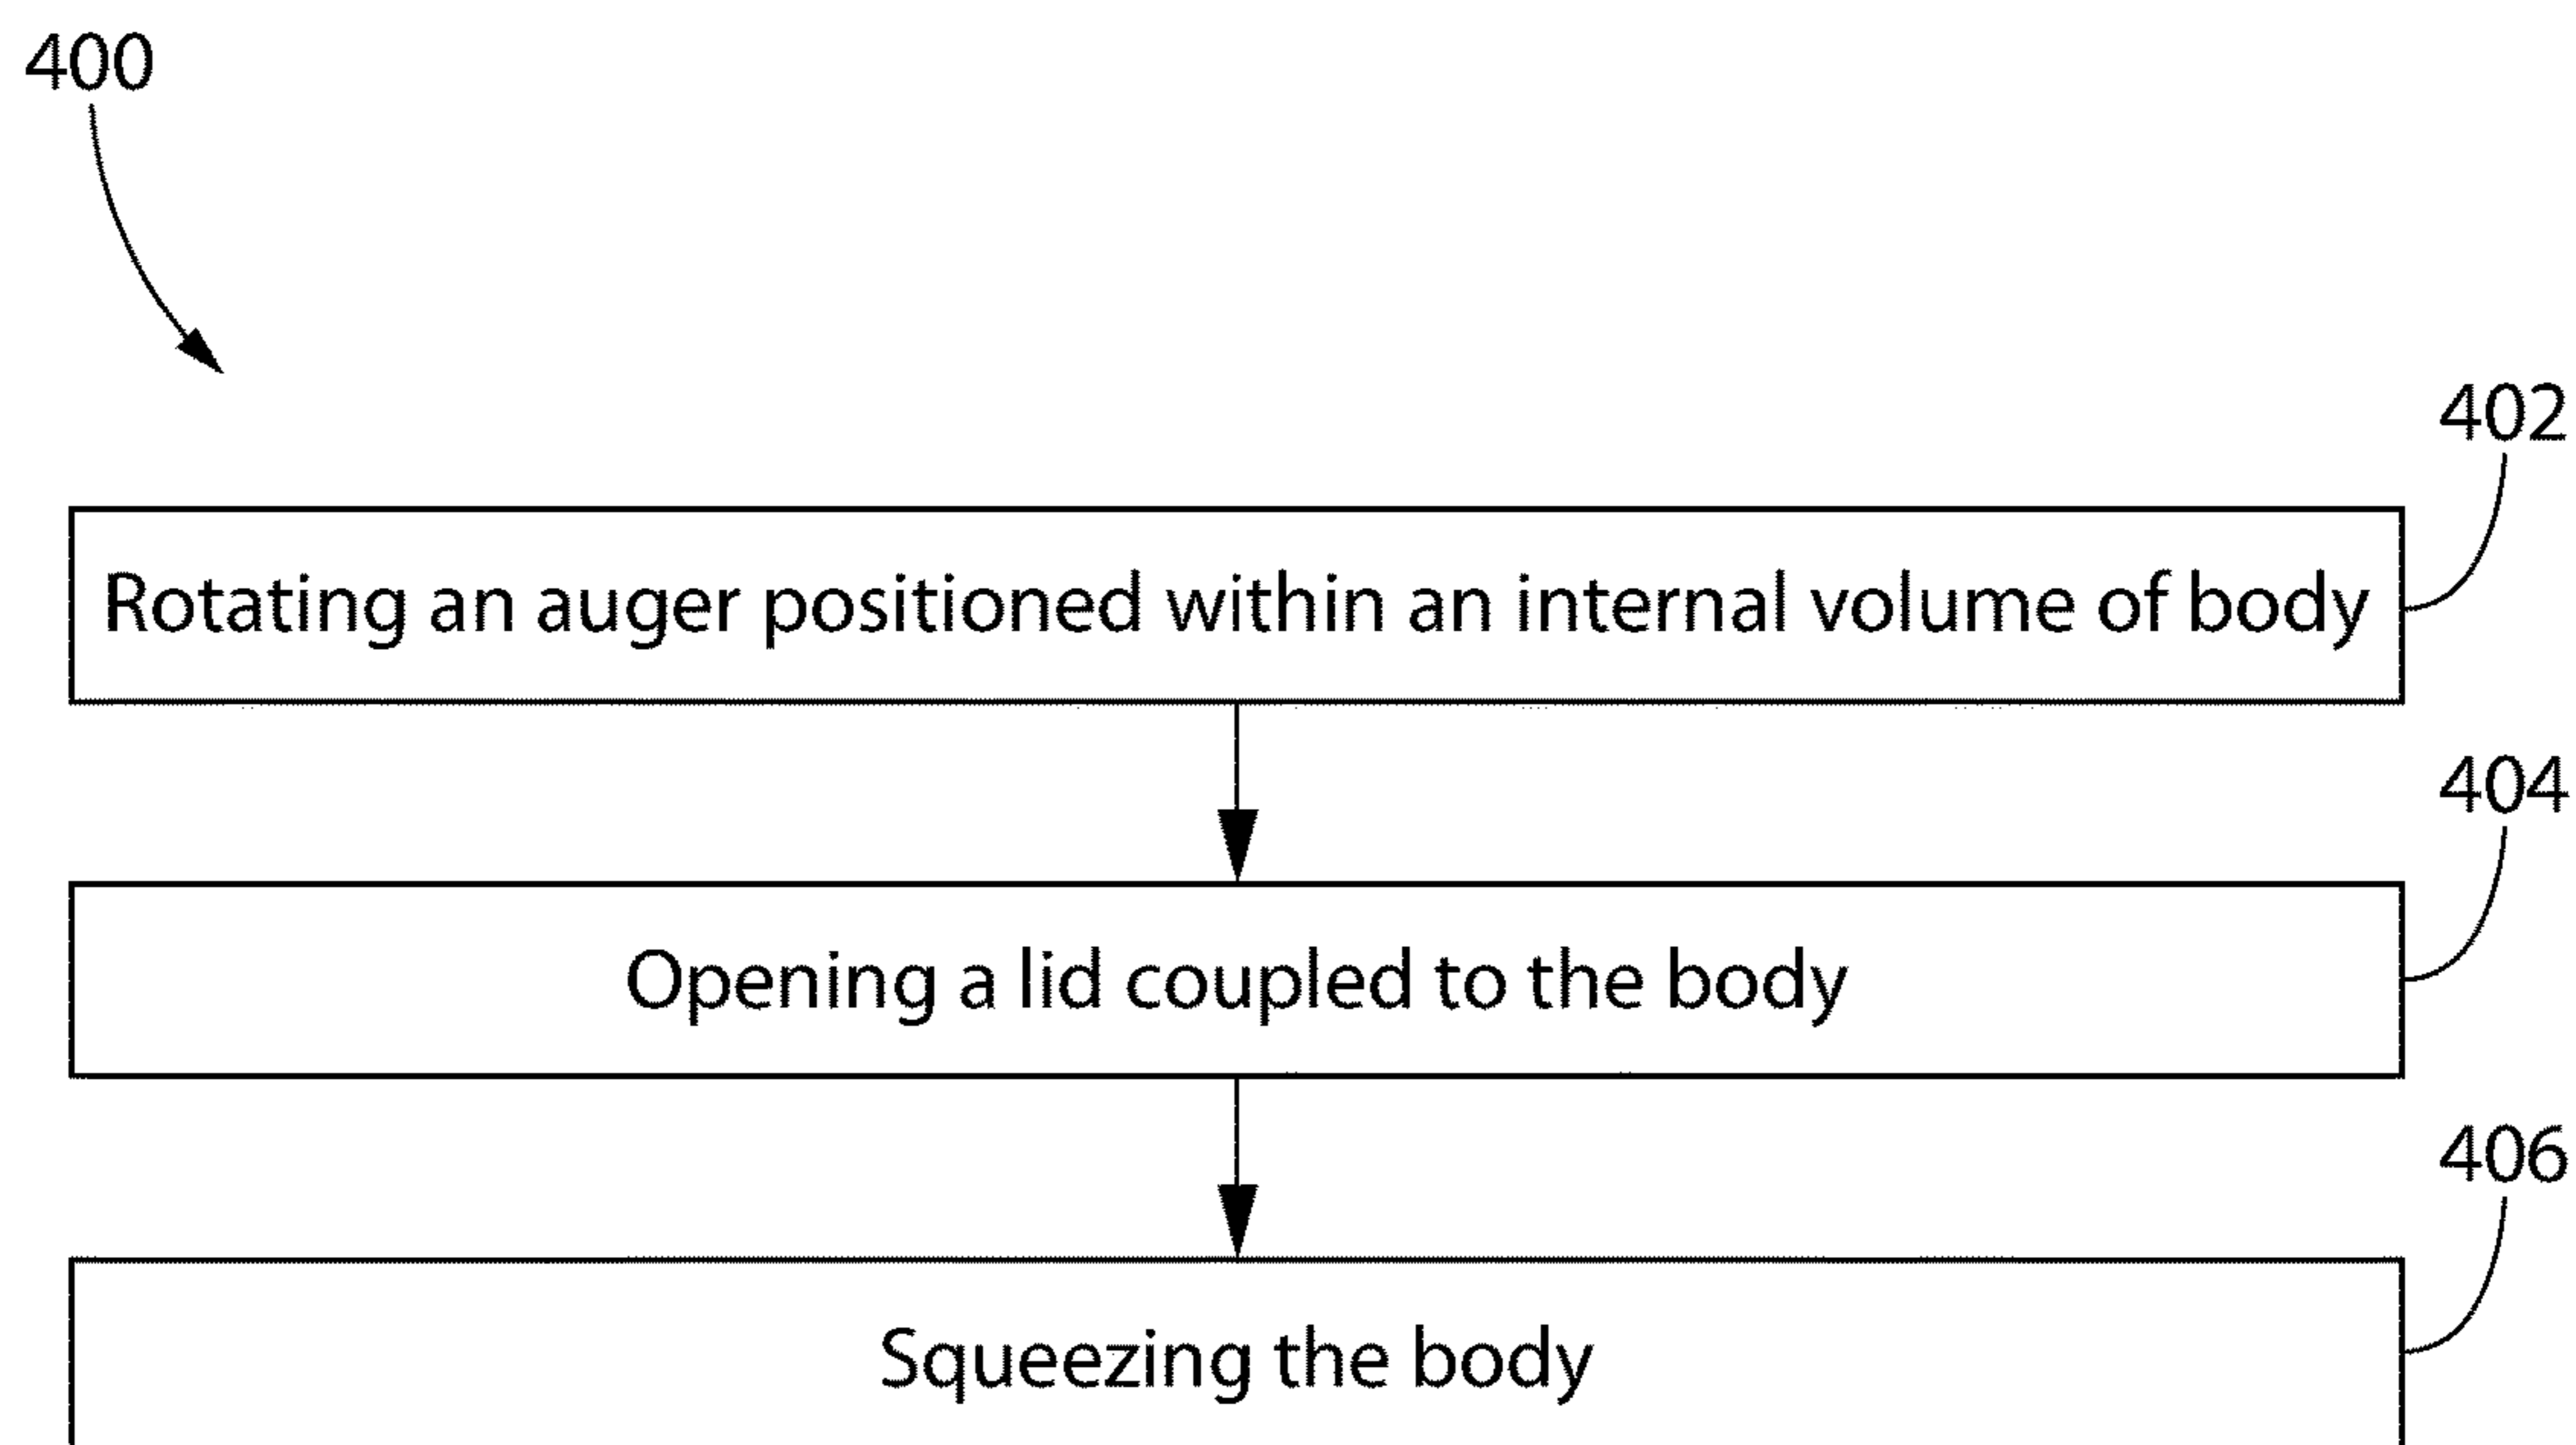 400
402
Rotating an auger positioned within an internal volume of body
404
Opening a lid coupled to the body
406
Squeezing the body